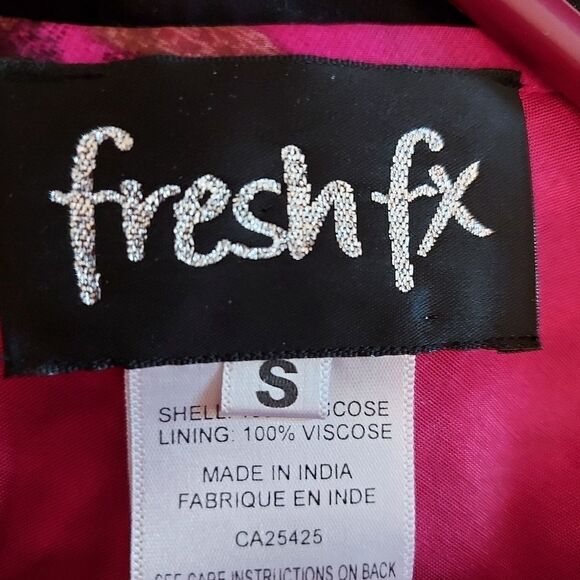 fresh fx
S
SHELL: VISCOSE
LINING: 100% VISCOSE
MADE IN INDIA
FABRIQUE EN INDE
CA25425
SEE CARE INSTRUCTIONS ON BACK